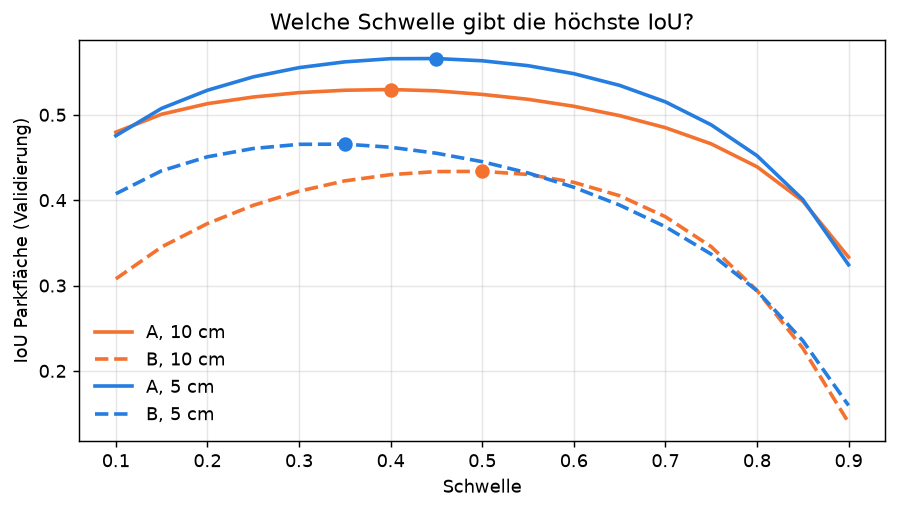 Welche Schwelle gibt die höchste IoU?
IoU Parkfläche (Validierung)
0.5
0.4
0.3
0.2
A, 10 cm
B, 10 cm
A, 5 cm
B, 5 cm
0.1 0.2 0.3 0.4 0.5 0.6 0.7 0.8 0.9
Schwelle